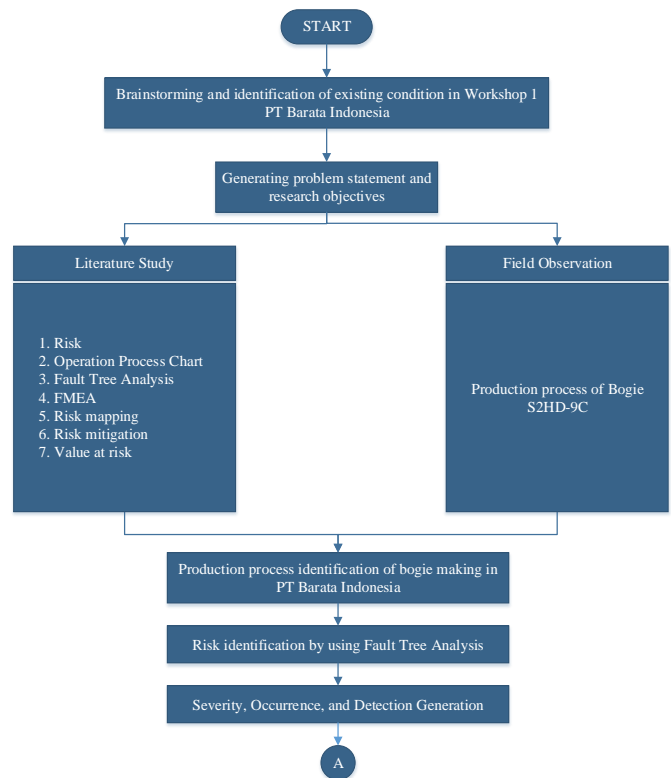 START
Brainstorming and identification of existing condition in Workshop 1
PT Barata Indonesia
Generating problem statement and
research objectives
Literature Study
1. Risk
2. Operation Process Chart
3. Fault Tree Analysis
4. FMEA
5. Risk mapping
6. Risk mitigation
7. Value at risk
Field Observation
Production process of Bogie
S2HD-9C
Production process identification of bogie making in
PT Barata Indonesia
Risk identification by using Fault Tree Analysis
Severity, Occurrence, and Detection Generation
A